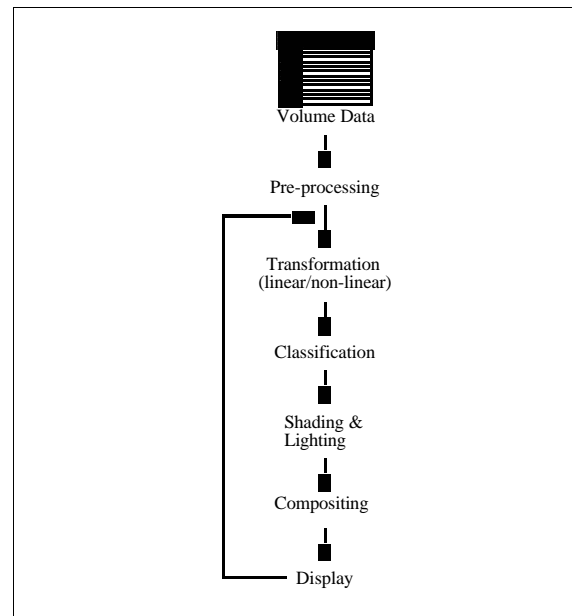 Volume Data
Pre-processing
Transformation
(linear/non-linear)
Classification
Shading &
Lighting
Compositing
Display